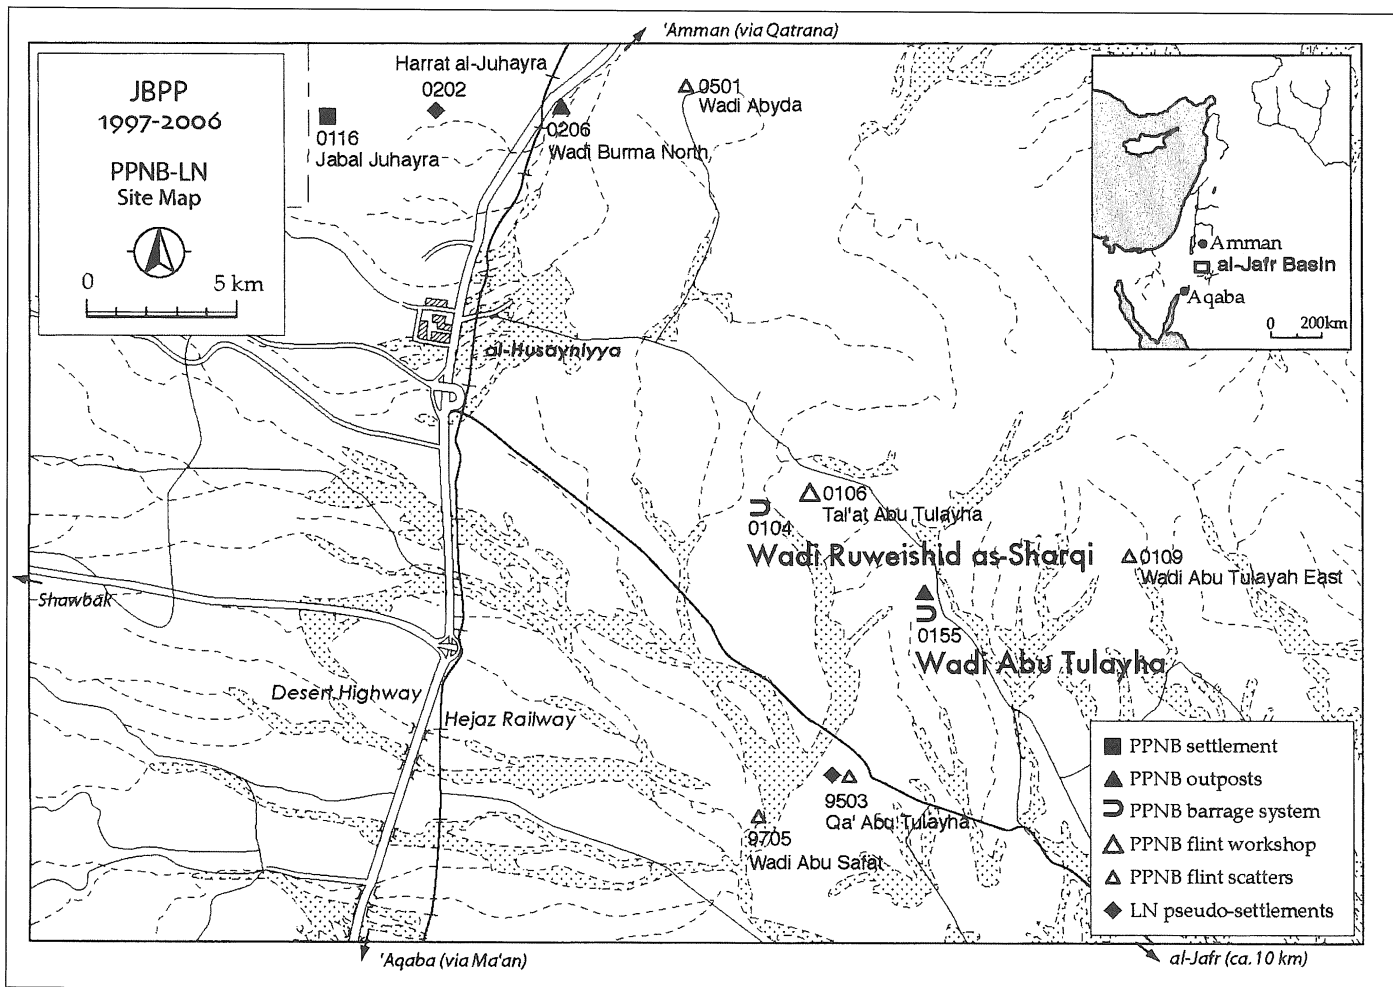 'Amman (via Qatrana)
JBPP
1997-2006
PPNB-LN
Site Map
0
5 km
Harrat al-Juhayra
0202
0116
Jabal Juhayra
0206
Wadi Burma North
0501
Wadi Abyda
Amman
al-Jafr Basin
Aqaba
0
200km
al-Husayniyya
0106
Tal'at Abu Tulayha
0104
Wadi Ruweishid as-Sharqi
0109
Wadi Abu Tulayah East
Shawbak
0155
Wadi Abu Tulayha
Desert Highway
Hejaz Railway
9503
Qa' Abu Tulayha
9705
Wadi Abu Safat
PPNB settlement
PPNB outposts
PPNB barrage system
PPNB flint workshop
PPNB flint scatters
LN pseudo-settlements
'Aqaba (via Ma'an)
al-Jafr (ca. 10 km)